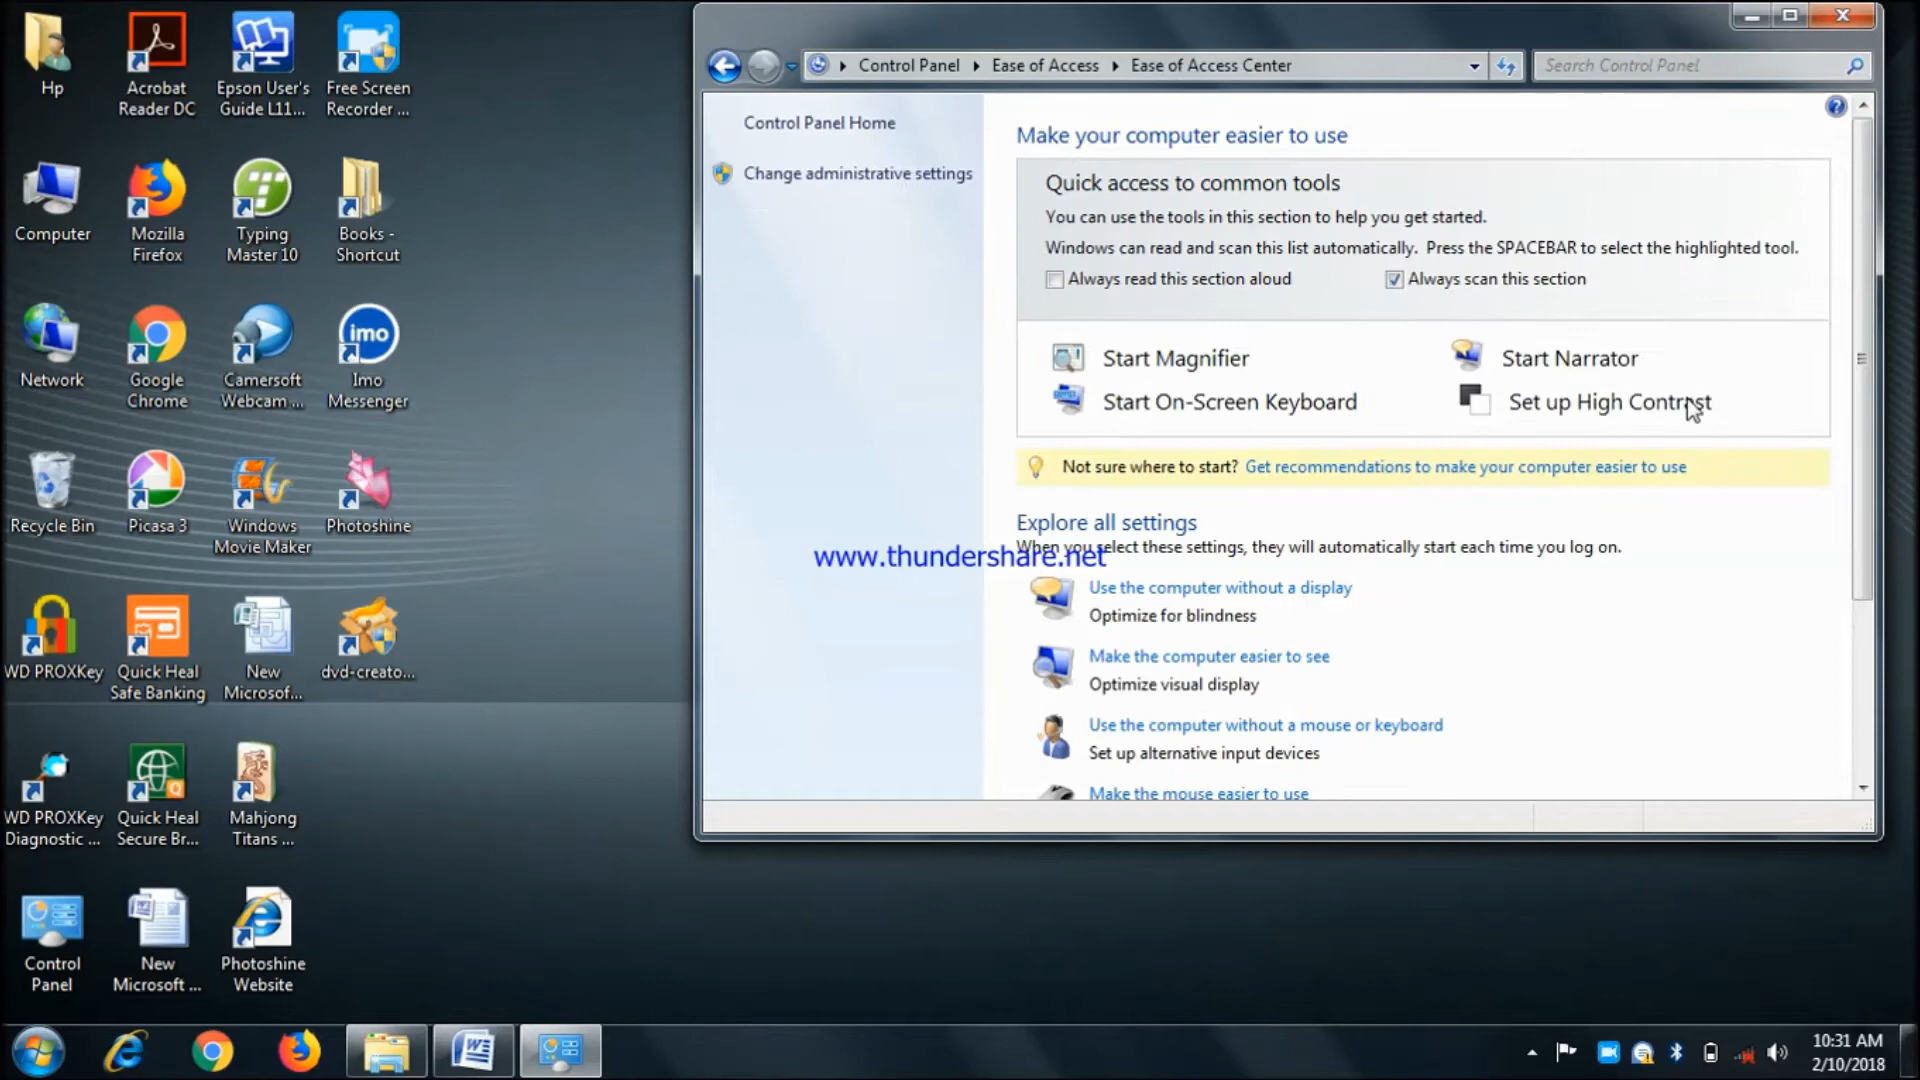 Hp
Acrobat
Reader DC
Epson User's
Guide L11...
Free Screen
Recorder ...
Computer
Mozilla
Firefox
Typing
Master 10
Books -
Shortcut
Network
Google
Chrome
Camersoft
Webcam ...
imo
Imo
Messenger
Recycle Bin
Picasa 3
Windows
Movie Maker
Photoshine
WD PROXKey
Quick Heal
Safe Banking
New
Microsof...
dvd-creato...
WD PROXKey
Diagnostic ...
Quick Heal
Secure Br...
Mahjong
Titans ...
Control
Panel
New
Microsoft ...
Photoshine
Website
Control Panel
Ease of Access
Ease of Access Center
Search Control Panel
Control Panel Home
Change administrative settings
Make your computer easier to use
Quick access to common tools
You can use the tools in this section to help you get started.
Windows can read and scan this list automatically. Press the SPACEBAR to select the highlighted tool.
Always read this section aloud
Always scan this section
Start Magnifier
Start Narrator
Start On-Screen Keyboard
Set up High Contrast
Not sure where to start? Get recommendations to make your computer easier to use
Explore all settings
When you select these settings, they will automatically start each time you log on.
www.thundershare.net
Use the computer without a display
Optimize for blindness
Make the computer easier to see
Optimize visual display
Use the computer without a mouse or keyboard
Set up alternative input devices
Make the mouse easier to use
10:31 AM
2/10/2018